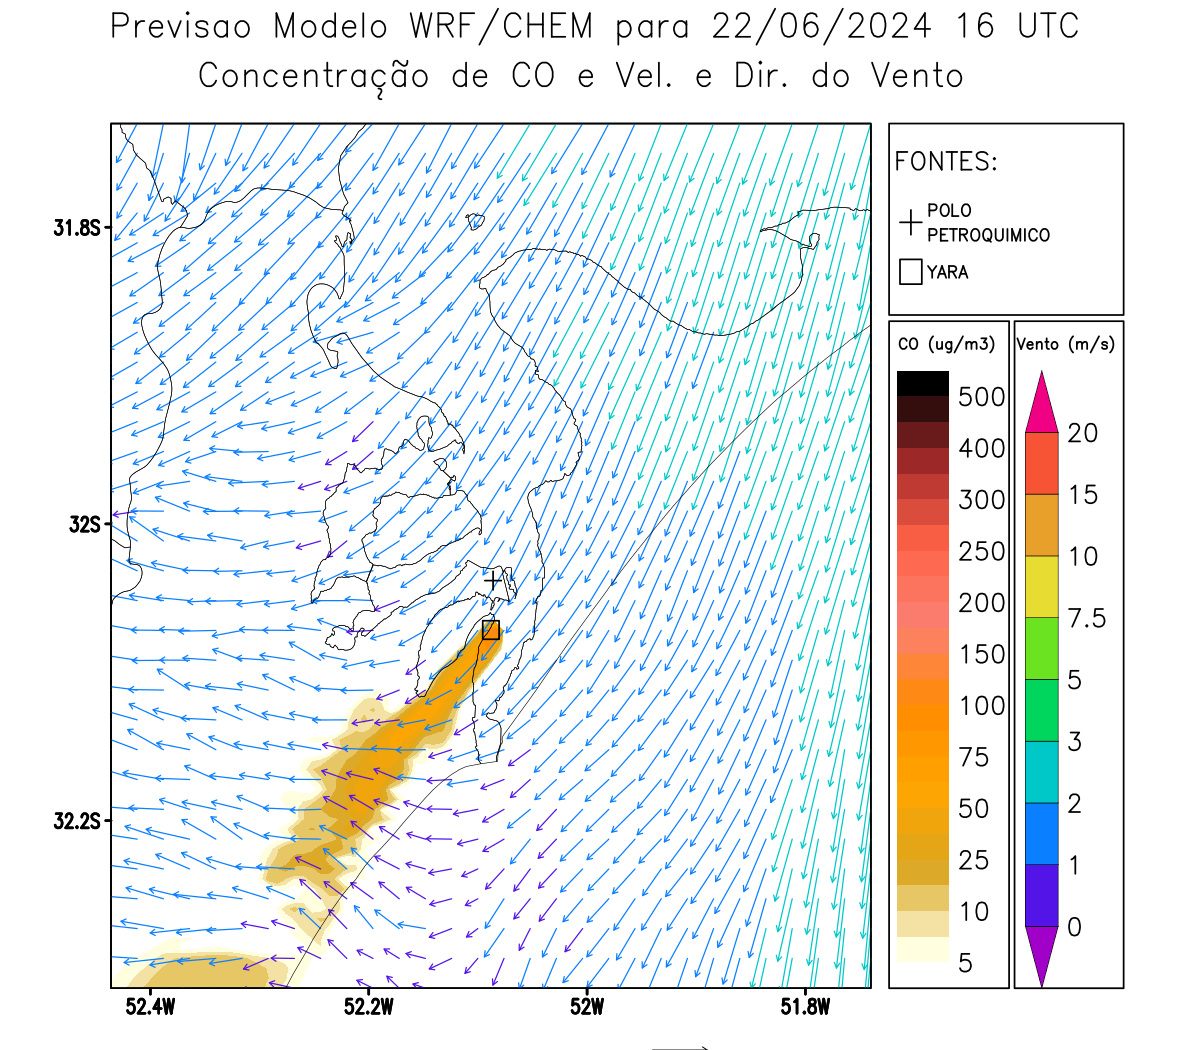 Previsao Modelo WRF/CHEM para 22/06/2024 16 UTC
Concentração de CO e Vel. e Dir. do Vento
FONTES:
POLO
PETROQUIMICO
YARA
CO (ug/m3)
500
400
300
250
200
150
100
75
50
25
10
5
Vento (m/s)
20
15
10
7.5
5
3
2
1
0
31.8S
32S
32.2S
52.4W
52.2W
52W
51.8W